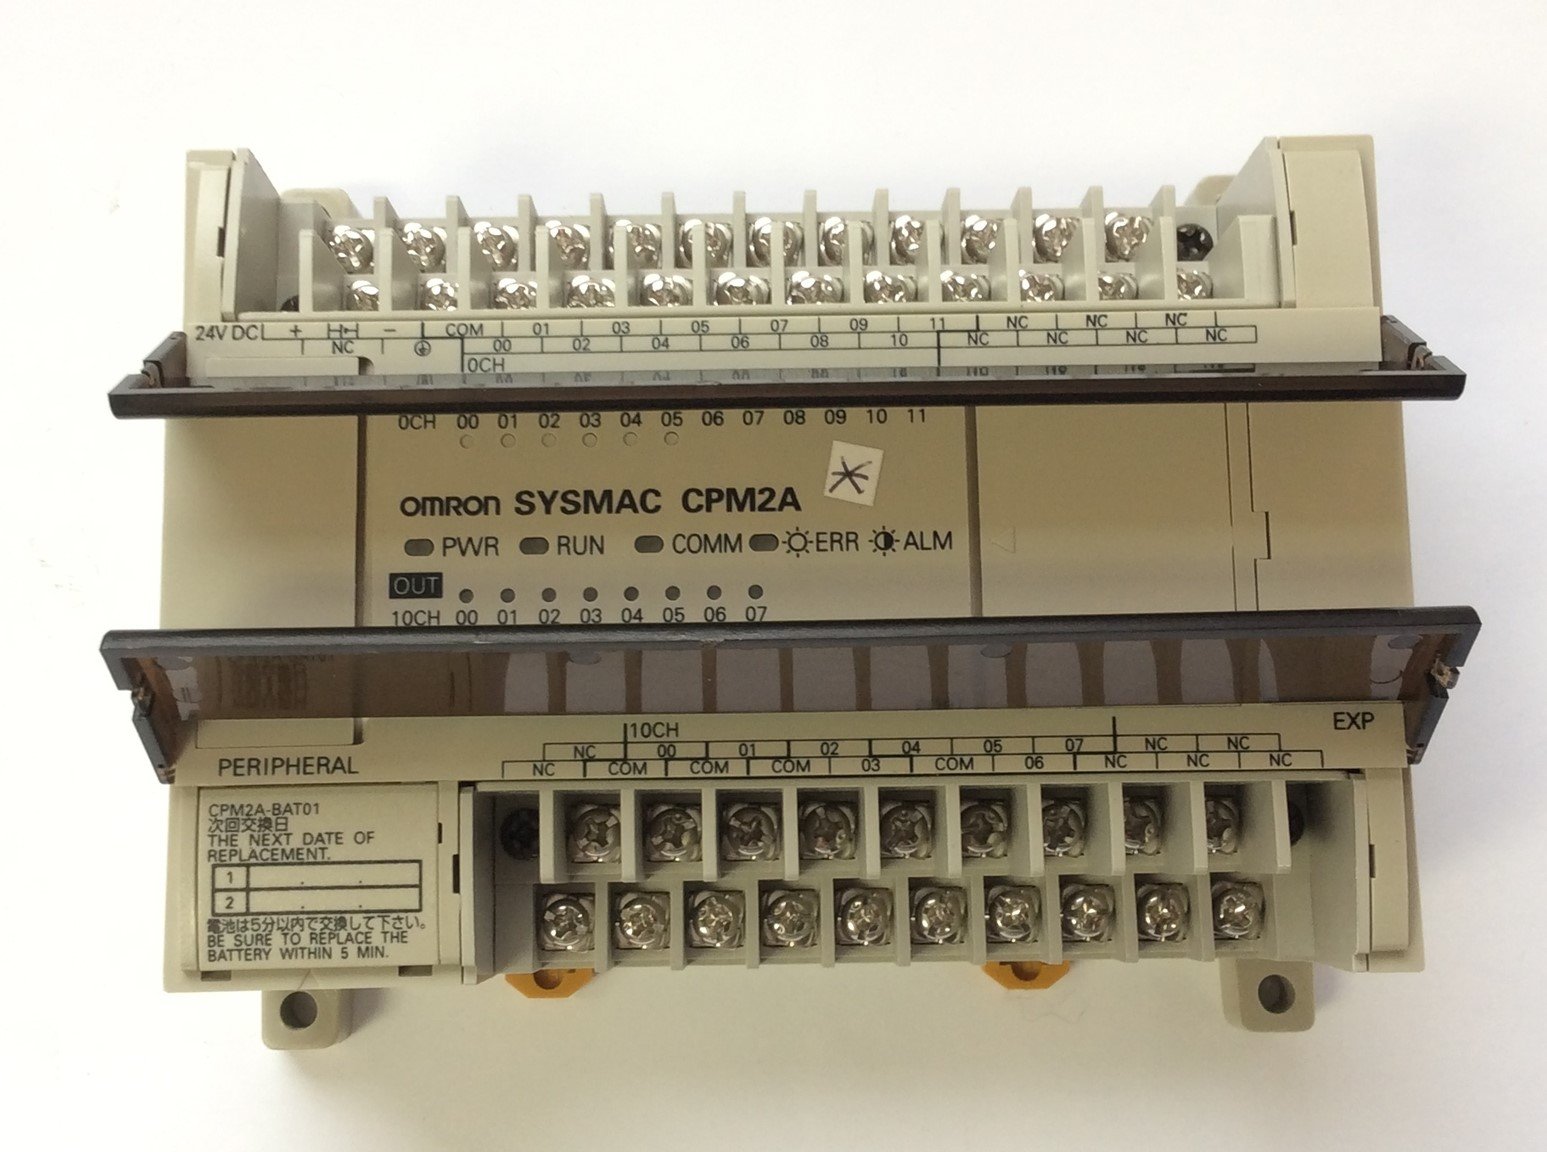 24V DC + NC − COM 01 03 05 07 09 11 NC NC NC
NC 00 02 04 06 08 10 NC NC NC NC
0CH
0CH 00 01 02 03 04 05 06 07 08 09 10 11
OMRON SYSMAC CPM2A
PWR RUN COMM ERR ALM
OUT
10CH 00 01 02 03 04 05 06 07
10CH
EXP
NC 00 01 02 04 05 07 NC NC
NC COM COM COM 03 COM 06 NC NC NC
PERIPHERAL
CPM2A-BAT01
次回交換日
THE NEXT DATE OF
REPLACEMENT.
1 . .
2 . .
電池は5分以内で交換して下さい。
BE SURE TO REPLACE THE
BATTERY WITHIN 5 MIN.